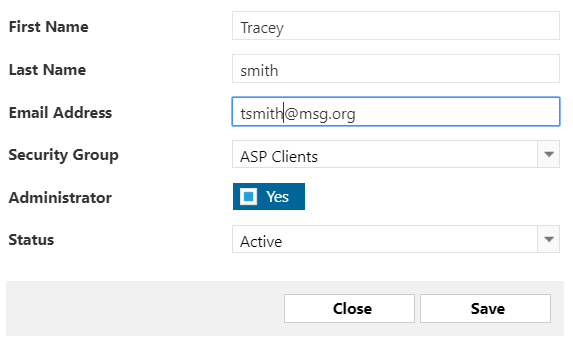 First Name Tracey
Last Name smith
Email Address tsmith@msg.org
Security Group ASP Clients
Administrator Yes
Status Active
Close Save